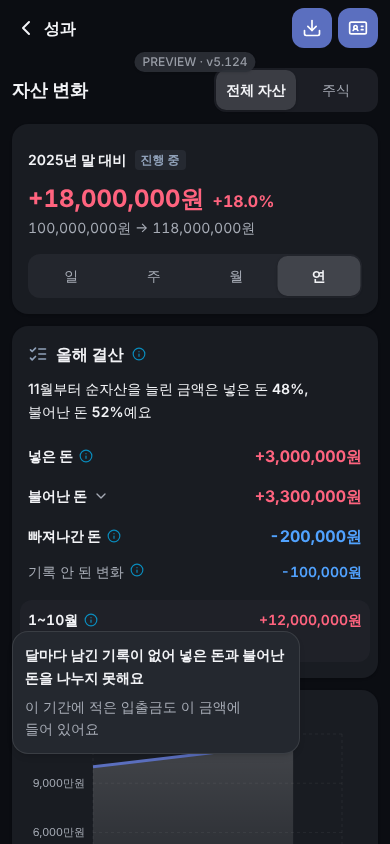 성과
PREVIEW · v5.124
자산 변화
전체 자산
주식
2025년 말 대비 진행 중
+18,000,000원 +18.0%
100,000,000원 → 118,000,000원
일 주 월 연
올해 결산
11월부터 순자산을 늘린 금액은 넣은 돈 48%,
불어난 돈 52%예요
넣은 돈 +3,000,000원
불어난 돈 +3,300,000원
빠져나간 돈 -200,000원
기록 안 된 변화 -100,000원
1~10월 +12,000,000원
달마다 남긴 기록이 없어 넣은 돈과 불어난
돈을 나누지 못해요
이 기간에 적은 입출금도 이 금액에
들어 있어요
9,000만원
6,000만원